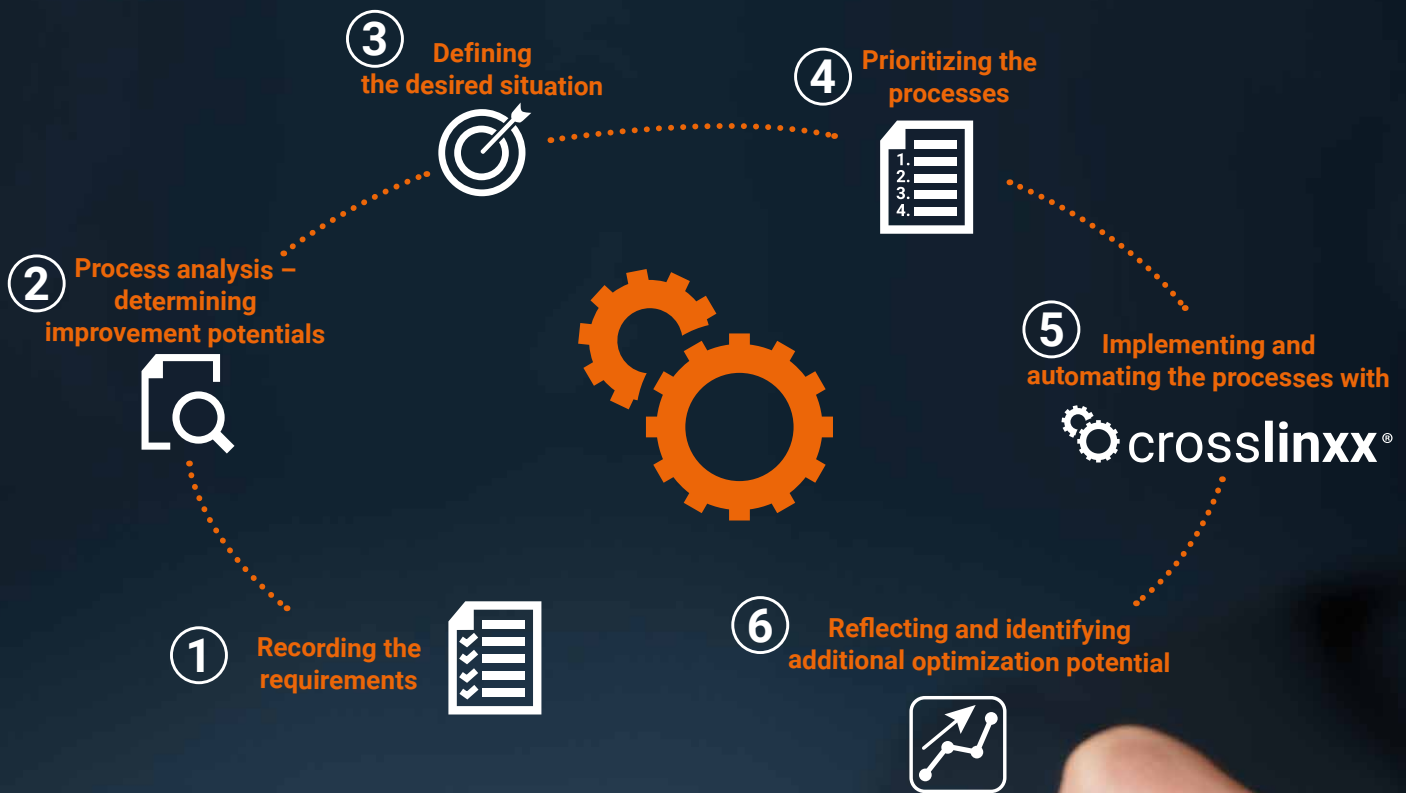 1
Recording the
requirements
2
Process analysis –
determining
improvement potentials
3
Defining
the desired situation
4
Prioritizing the
processes
1.
2.
3.
4.
5
Implementing and
automating the processes with
crosslinxx®
6
Reflecting and identifying
additional optimization potential